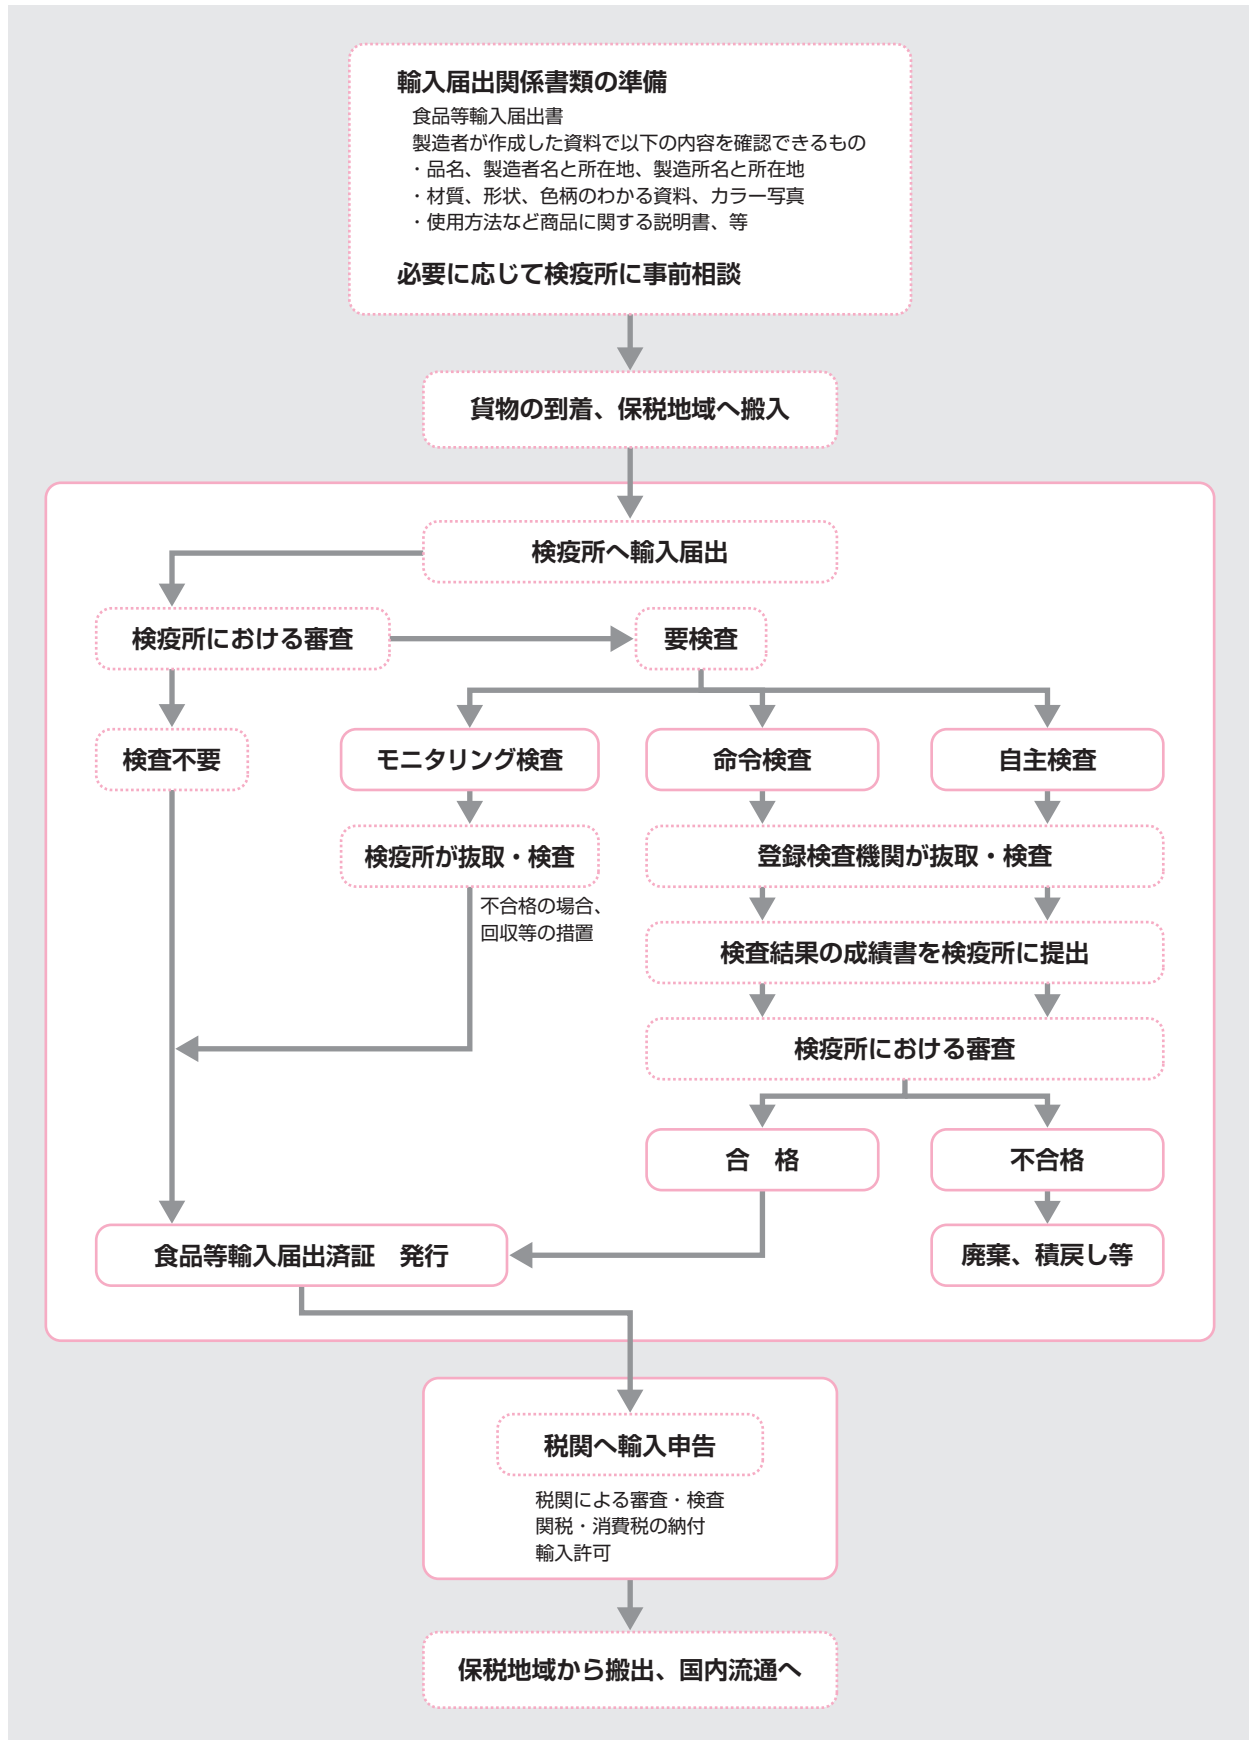 輸入届出関係書類の準備
食品等輸入届出書
製造者が作成した資料で以下の内容を確認できるもの
・品名、製造者名と所在地、製造所名と所在地
・材質、形状、色柄のわかる資料、カラー写真
・使用方法など商品に関する説明書、等
必要に応じて検疫所に事前相談
貨物の到着、保税地域へ搬入
検疫所へ輸入届出
検疫所における審査
要検査
検査不要
モニタリング検査
命令検査
自主検査
検疫所が抜取・検査
登録検査機関が抜取・検査
不合格の場合、
回収等の措置
検査結果の成績書を検疫所に提出
検疫所における審査
合　格
不合格
食品等輸入届出済証　発行
廃棄、積戻し等
税関へ輸入申告
税関による審査・検査
関税・消費税の納付
輸入許可
保税地域から搬出、国内流通へ